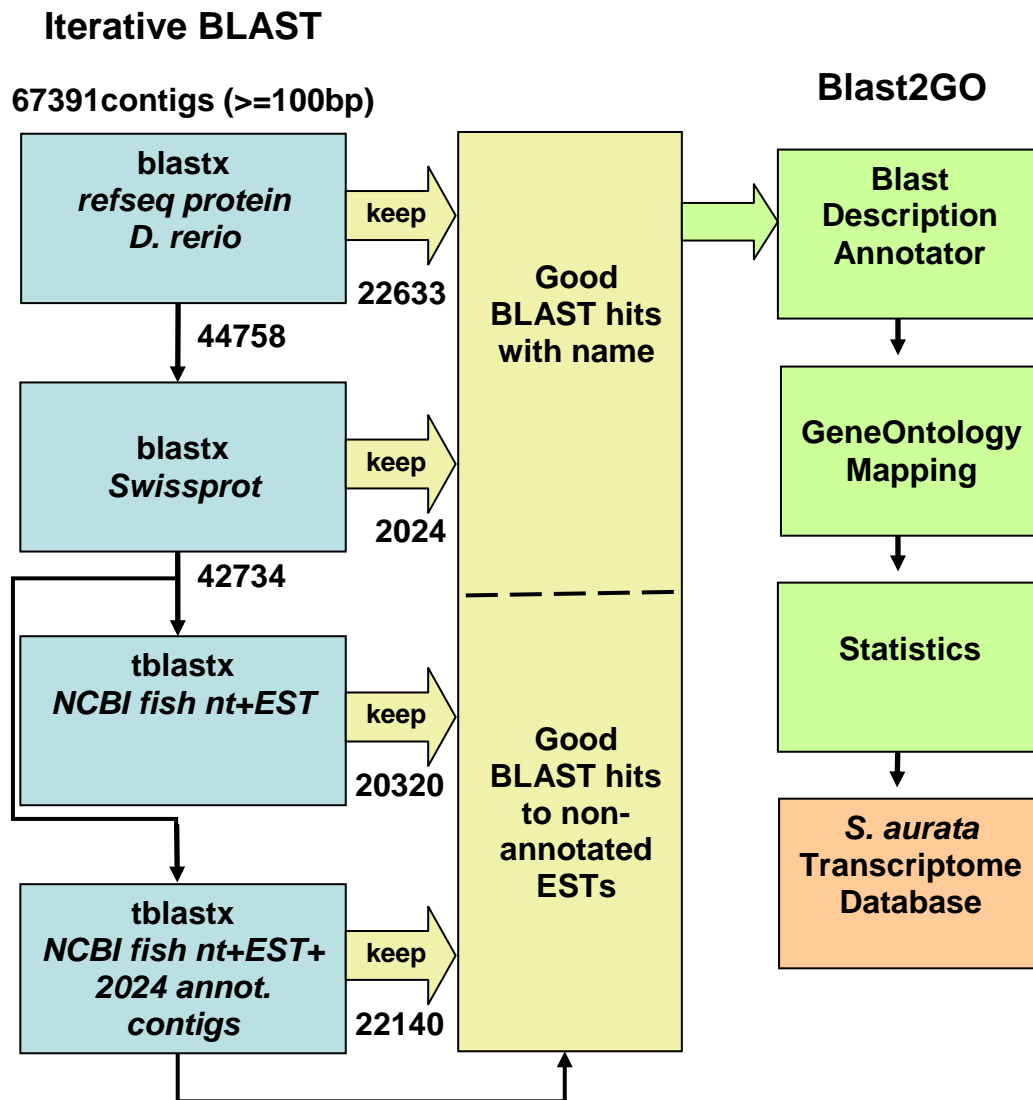 Iterative BLAST
67391contigs (>=100bp)
blastx
refseq protein
D. rerio
keep
22633
44758
blastx
Swissprot
keep
2024
42734
tblastx
NCBI fish nt+EST
keep
20320
tblastx
NCBI fish nt+EST+
2024 annot.
contigs
keep
22140
Good
BLAST hits
with name
Good
BLAST hits
to non-
annotated
ESTs
Blast2GO
Blast
Description
Annotator
GeneOntology
Mapping
Statistics
S. aurata
Transcriptome
Database